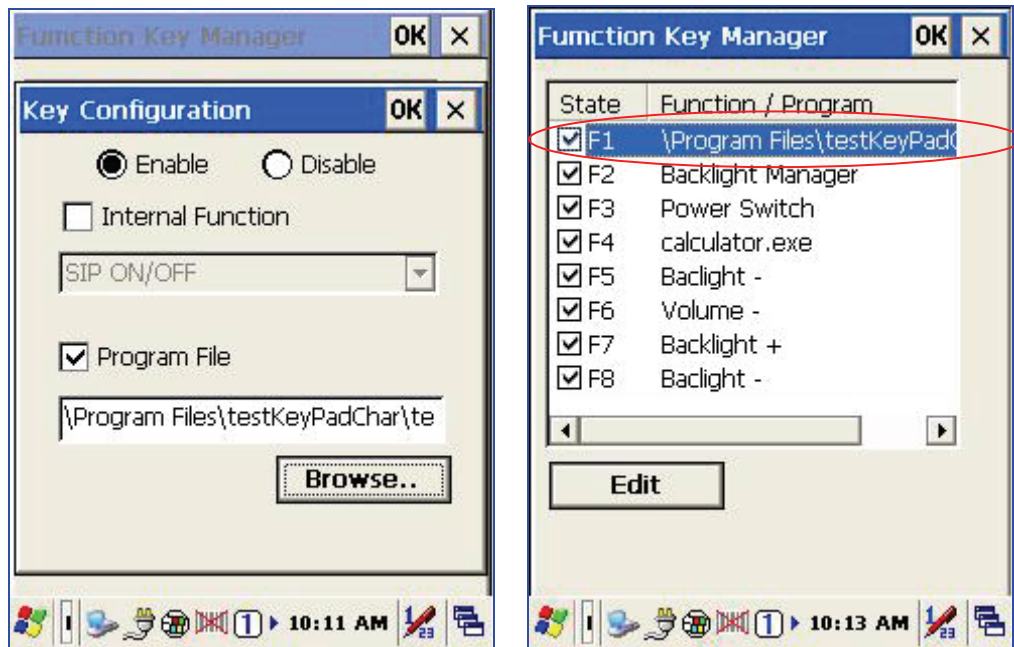 Fumction Key Manager OK ×
Key Configuration OK ×
Enable Disable
Internal Function
SIP ON/OFF
Program File
\Program Files\testKeyPadChar\te
Browse..
10:11 AM
Fumction Key Manager OK ×
State Function / Program
F1 \Program Files\testKeyPadC
F2 Backlight Manager
F3 Power Switch
F4 calculator.exe
F5 Baclight -
F6 Volume -
F7 Backlight +
F8 Baclight -
Edit
10:13 AM